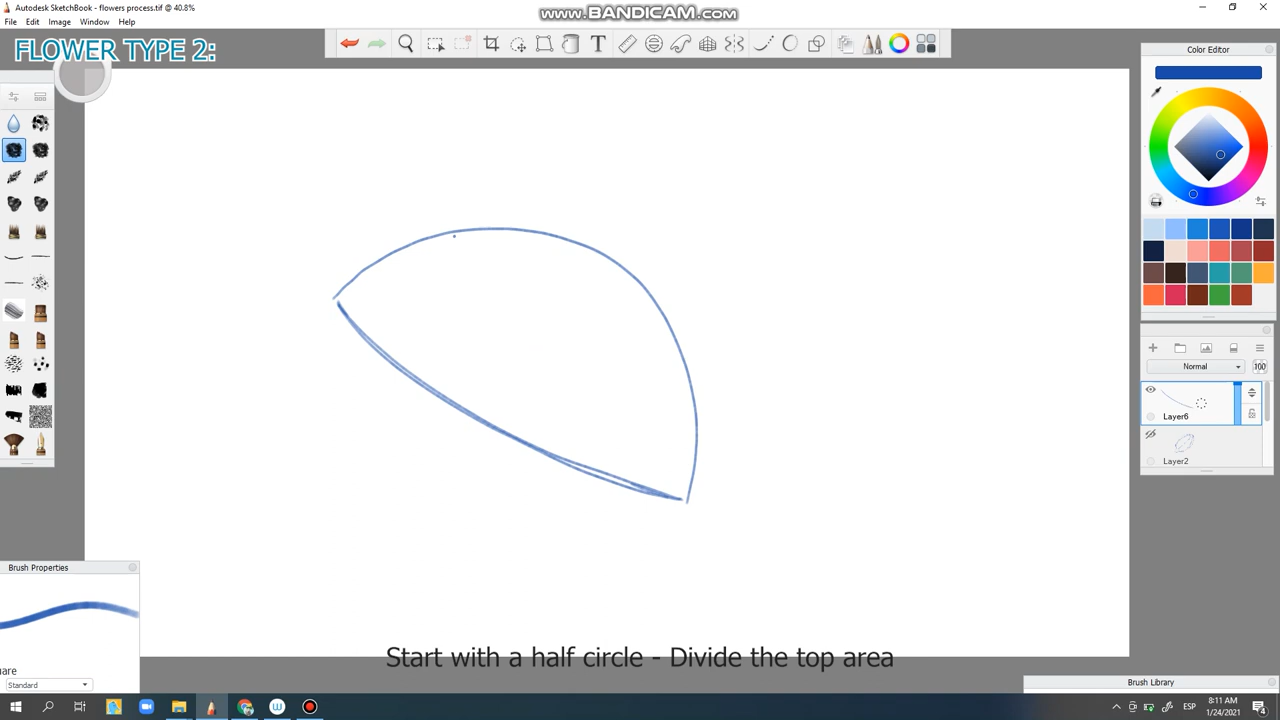 Autodesk SketchBook - flowers process.tif @ 40.8%
www.BANDICAM.com
File Edit Image Window Help
FLOWER TYPE 2:
Color Editor
Normal
100
Layer6
Layer2
Brush Properties
are
Standard
Start with a half circle - Divide the top area
Brush Library
ESP
8:11 AM
1/24/2021